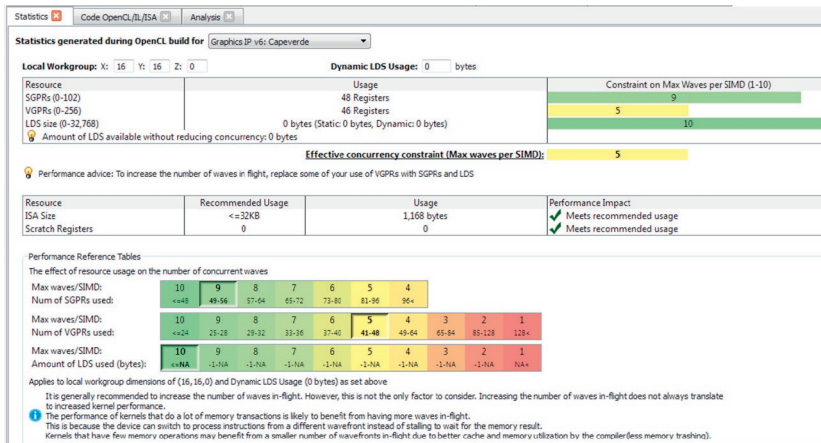 Statistics Code OpenCL/IL/ISA Analysis
Statistics generated during OpenCL build for Graphics IP v6: Capeverde
Local Workgroup: X: 16 Y: 16 Z: 0 Dynamic LDS Usage: 0 bytes
Resource Usage Constraint on Max Waves per SIMD (1-10)
SGPRs (0-102) 48 Registers 9
VGPRs (0-256) 46 Registers 5
LDS size (0-32,768) 0 bytes (Static: 0 bytes, Dynamic: 0 bytes) 10
Amount of LDS available without reducing concurrency: 0 bytes
Effective concurrency constraint (Max waves per SIMD): 5
Performance advice: To increase the number of waves in flight, replace some of your use of VGPRs with SGPRs and LDS
Resource Recommended Usage Usage Performance Impact
ISA Size <=32KB 1,168 bytes Meets recommended usage
Scratch Registers 0 0 Meets recommended usage
Performance Reference Tables
The effect of resource usage on the number of concurrent waves
Max waves/SIMD: 10 9 8 7 6 5 4
Num of SGPRs used: <=48 49-56 57-64 65-72 73-80 81-96 96<
Max waves/SIMD: 10 9 8 7 6 5 4 3 2 1
Num of VGPRs used: <=24 25-28 29-32 33-36 37-40 41-48 49-64 65-84 85-128 128<
Max waves/SIMD: 10 9 8 7 6 5 4 3 2 1
Amount of LDS used (bytes): <=NA -1-NA -1-NA -1-NA -1-NA -1-NA -1-NA -1-NA -1-NA NA<
Applies to local workgroup dimensions of (16,16,0) and Dynamic LDS Usage (0 bytes) as set above
It is generally recommended to increase the number of waves in-flight. However, this is not the only factor to consider. Increasing the number of waves in-flight does not always translate
to increased kernel performance.
The performance of kernels that do a lot of memory transactions is likely to benefit from having more waves in-flight.
This is because the device can switch to process instructions from a different wavefront instead of stalling to wait for the memory result.
Kernels that have few memory operations may benefit from a smaller number of wavefronts in-flight due to better cache and memory utilization by the compiler(less memory trashing).